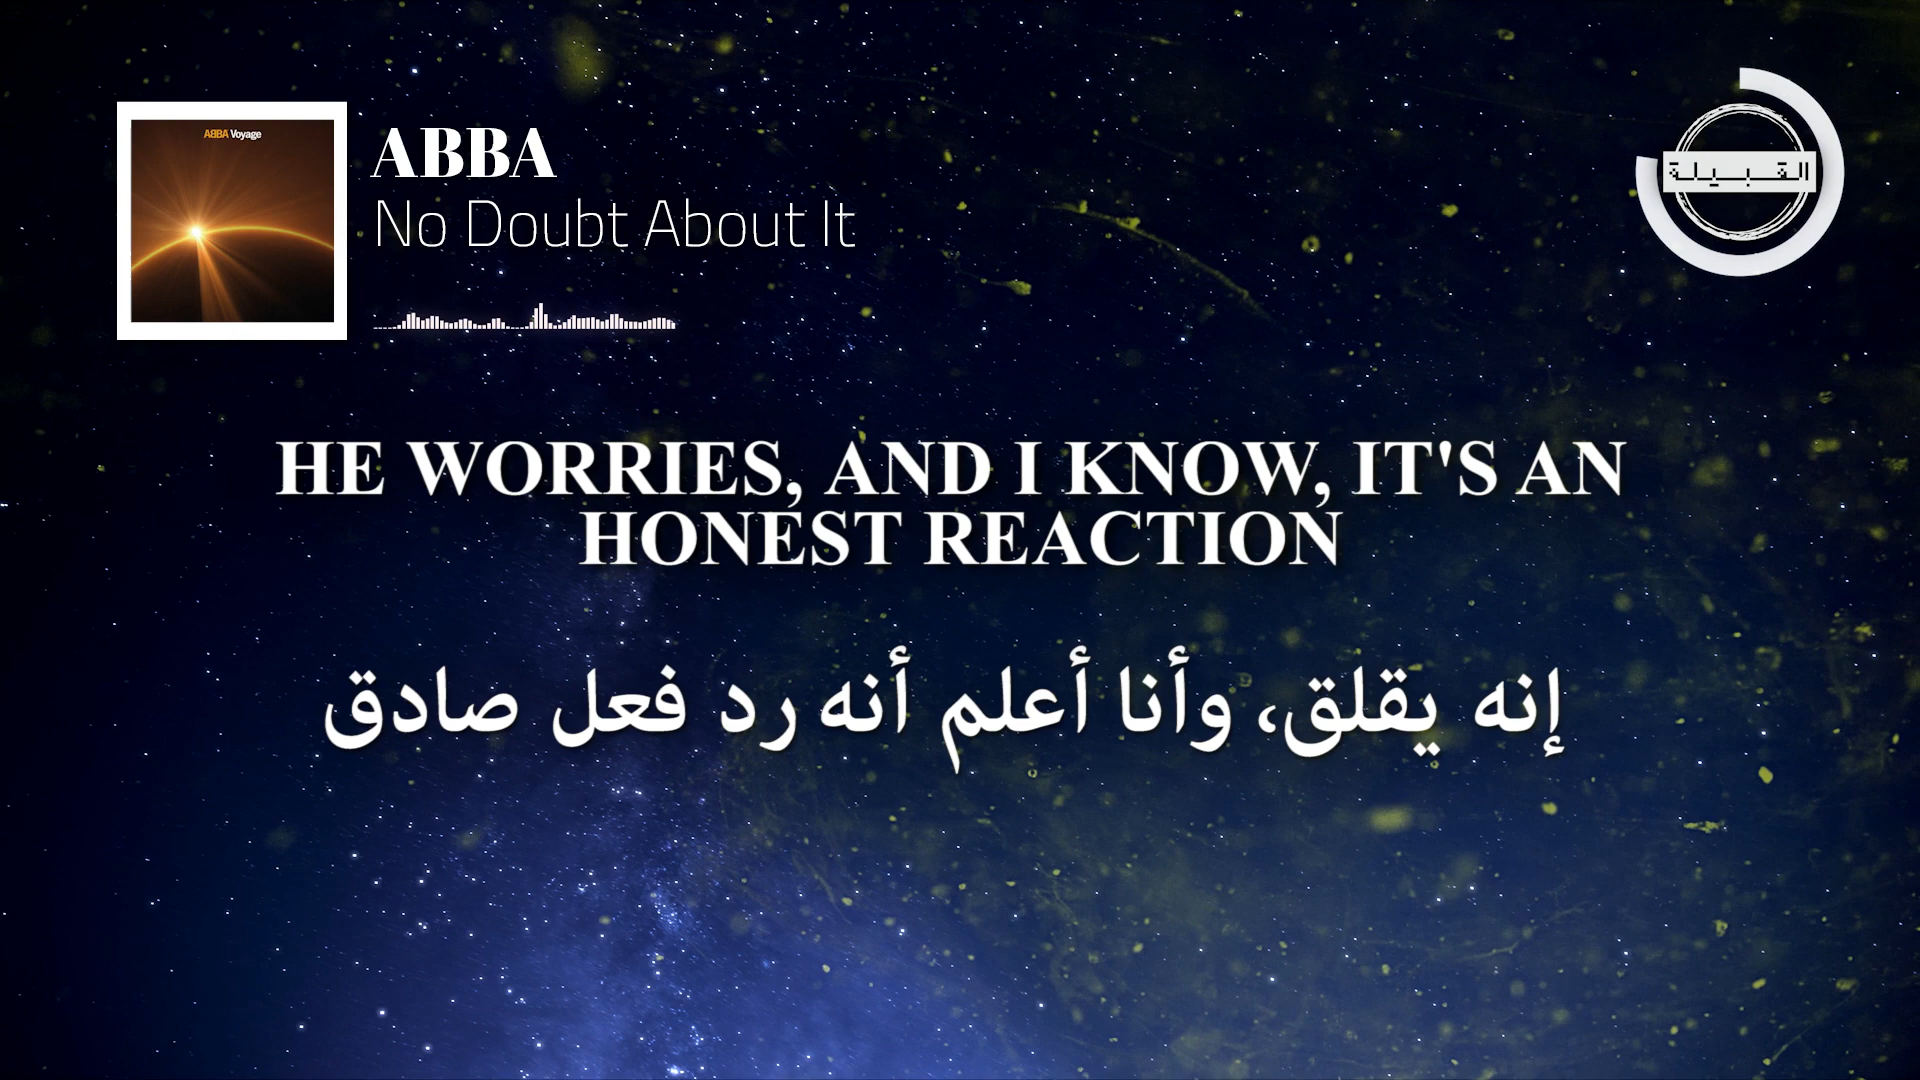 ABBA Voyage
ABBA
No Doubt About It
القبيلة
HE WORRIES, AND I KNOW, IT'S AN
HONEST REACTION
إنه يقلق، وأنا أعلم أنه رد فعل صادق